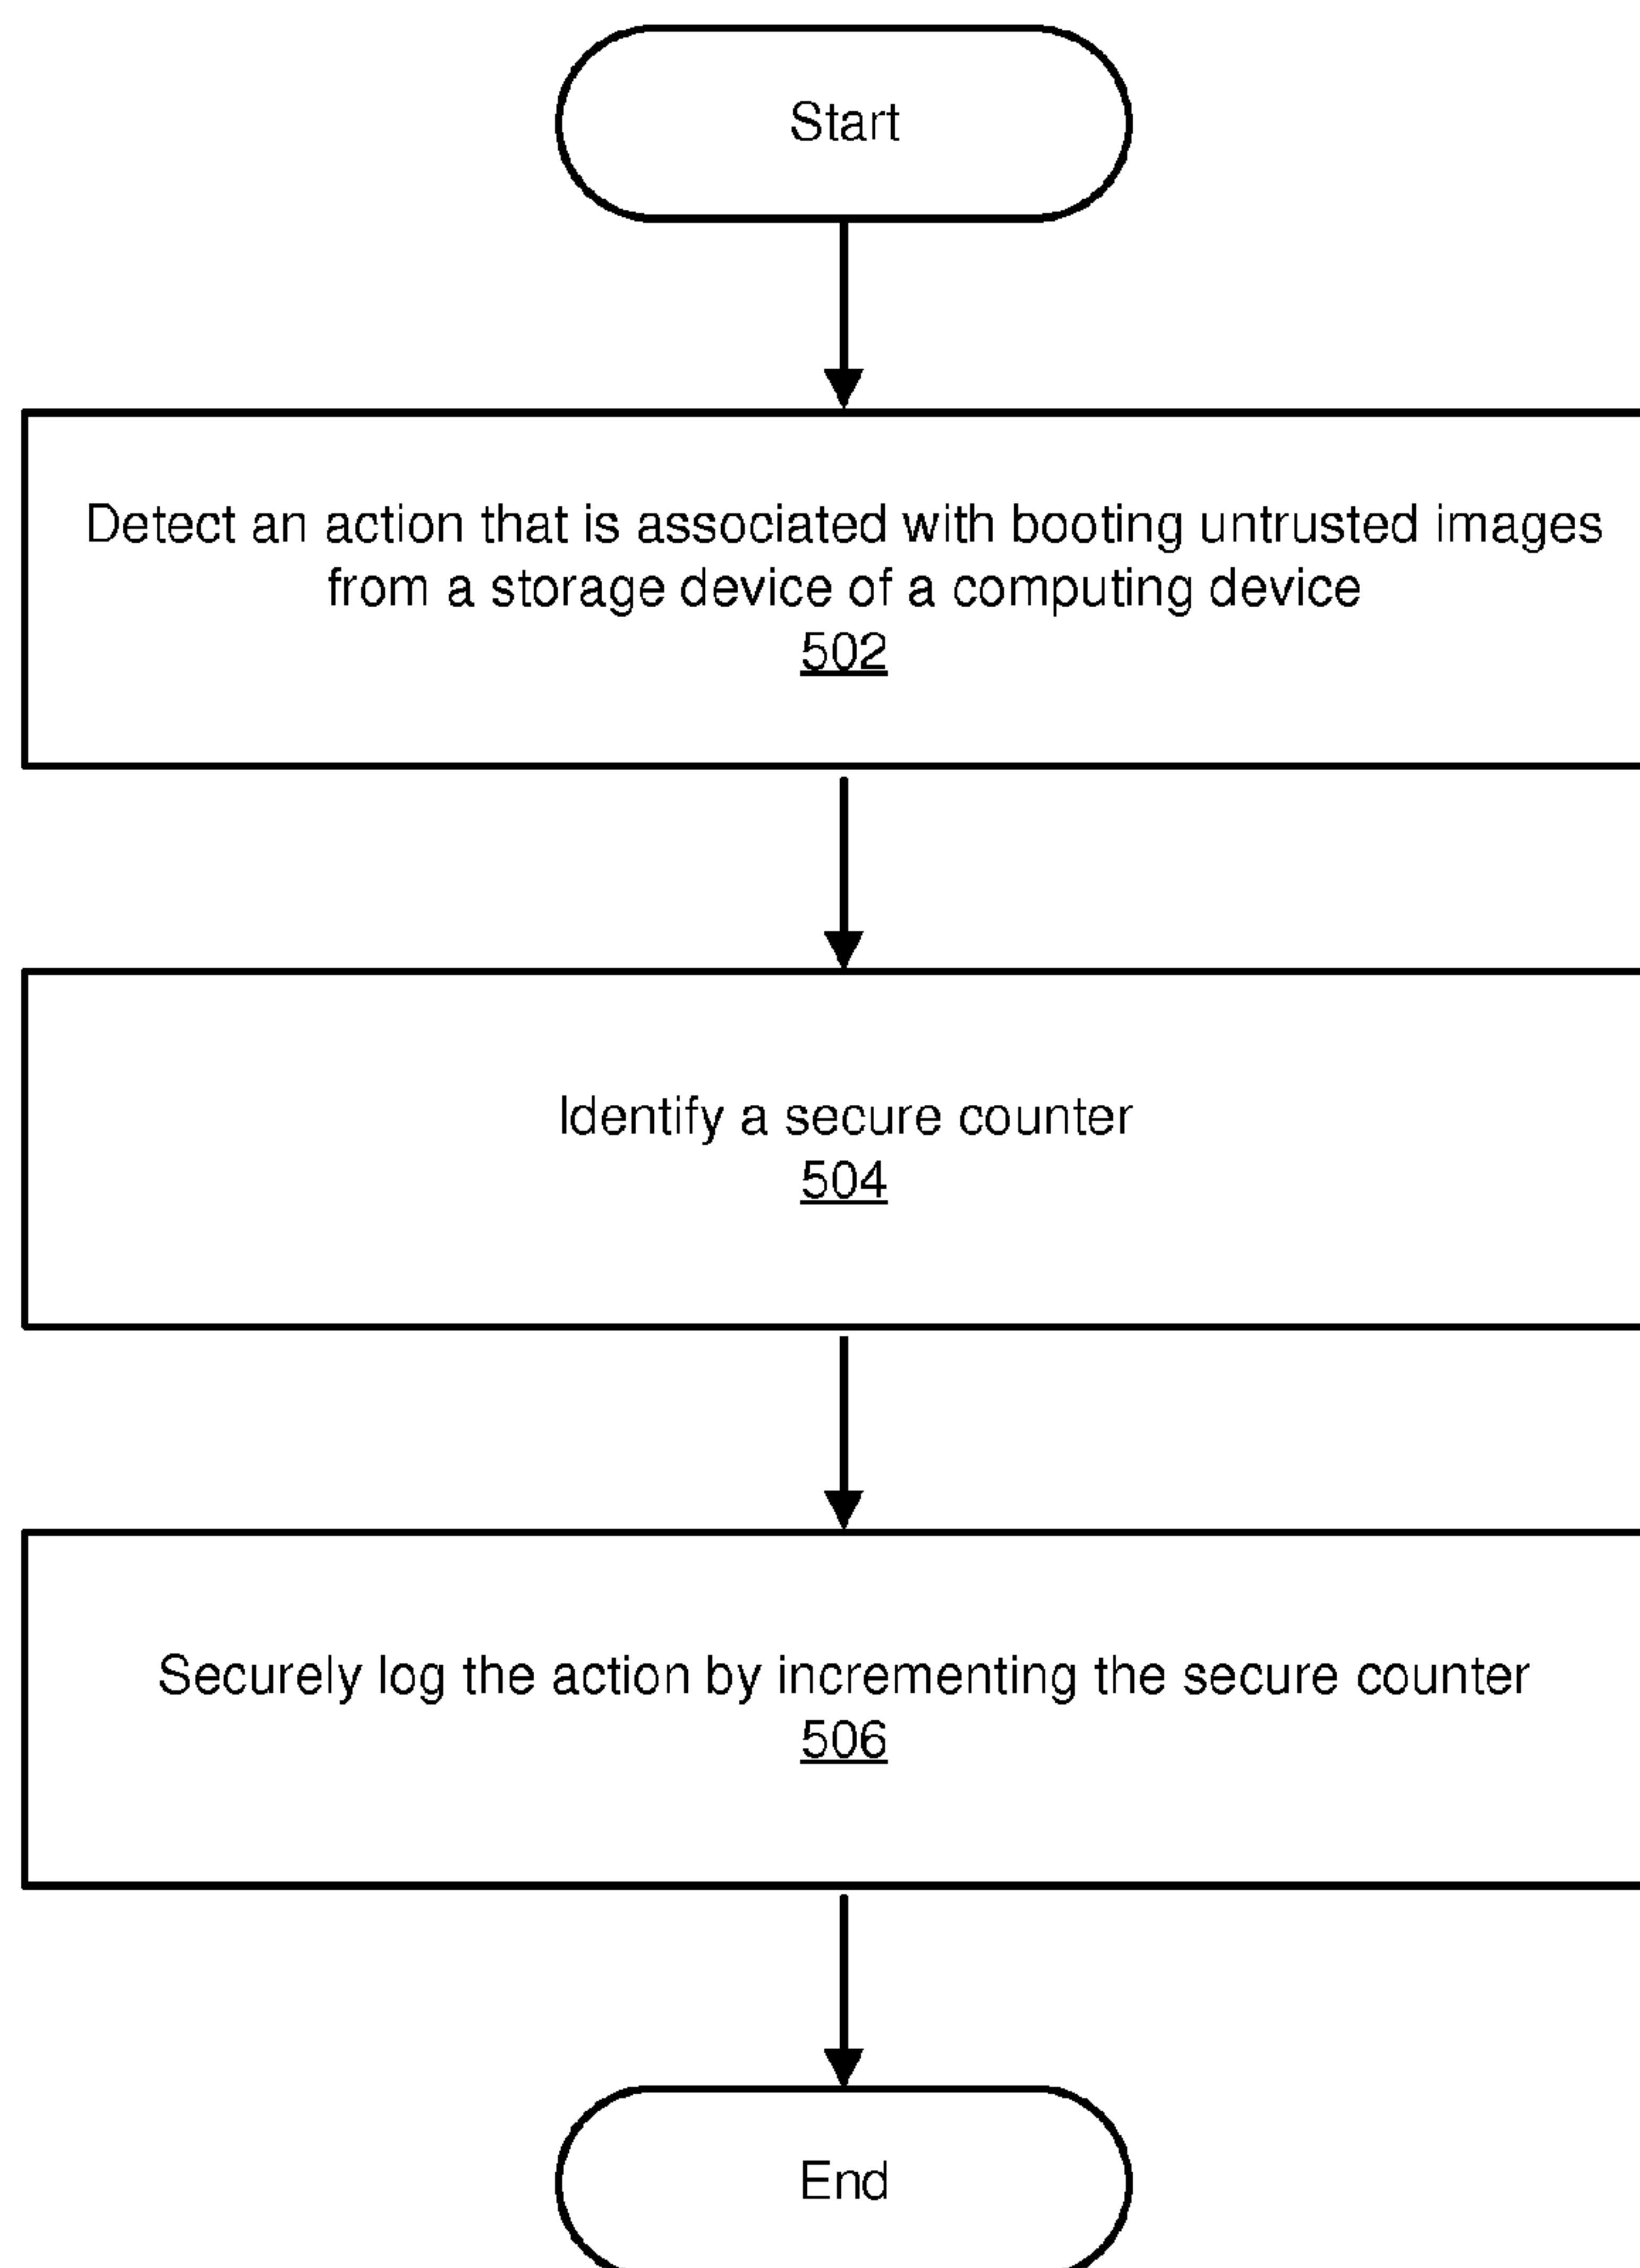 Start
Detect an action that is associated with booting untrusted images
from a storage device of a computing device
502
Identify a secure counter
504
Securely log the action by incrementing the secure counter
506
End